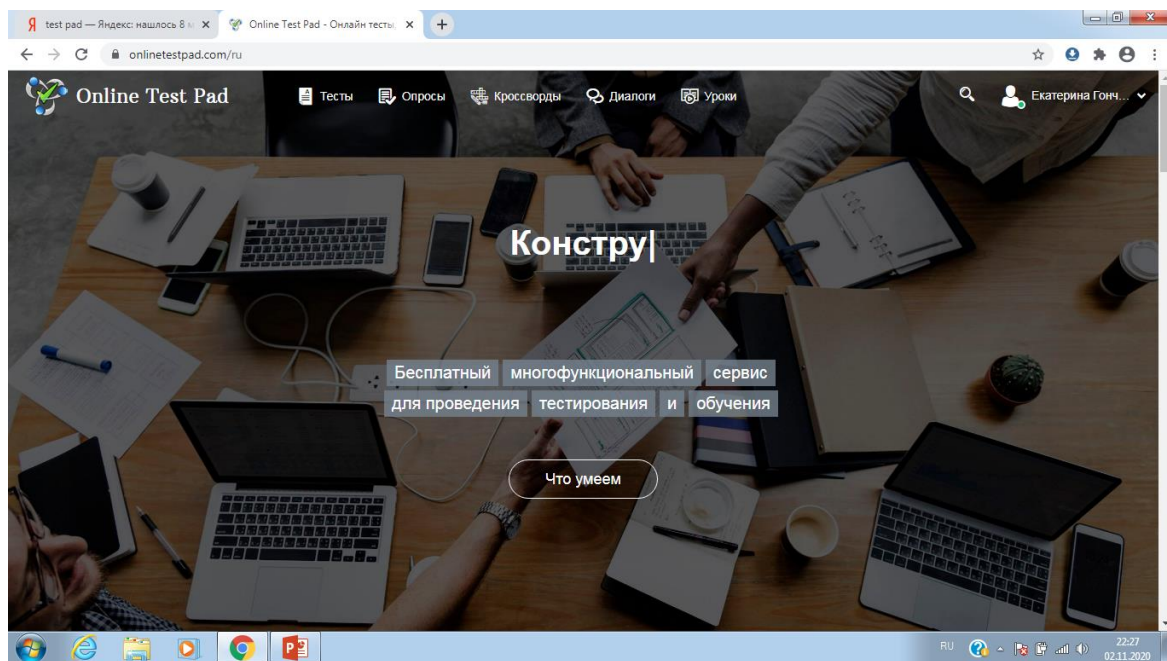 test pad — Яндекс: нашлось 8 м
Online Test Pad - Онлайн тесты,
onlinetestpad.com/ru
Online Test Pad
Тесты
Опросы
Кроссворды
Диалоги
Уроки
Екатерина Гонч...
Констру|
Бесплатный многофункциональный сервис
для проведения тестирования и обучения
Что умеем
RU
22:27
02.11.2020